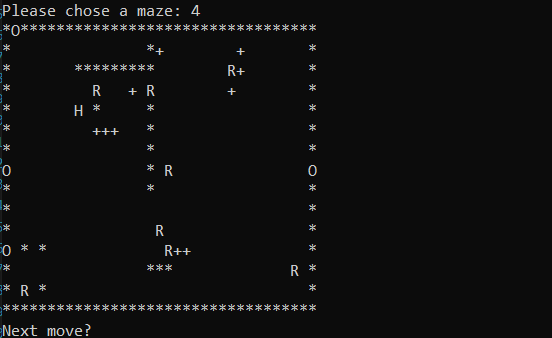 Please chose a maze: 4
*O*********************************
*               *+        +       *
*       *********        R+       *
*         R   + R        +        *
*       H *     *                 *
*         +++   *                 *
*               *                 *
O               * R               O
*               *                 *
*                                 *
*                R                *
O * *             R++             *
*               ***             R *
* R *                             *
***********************************
Next move?